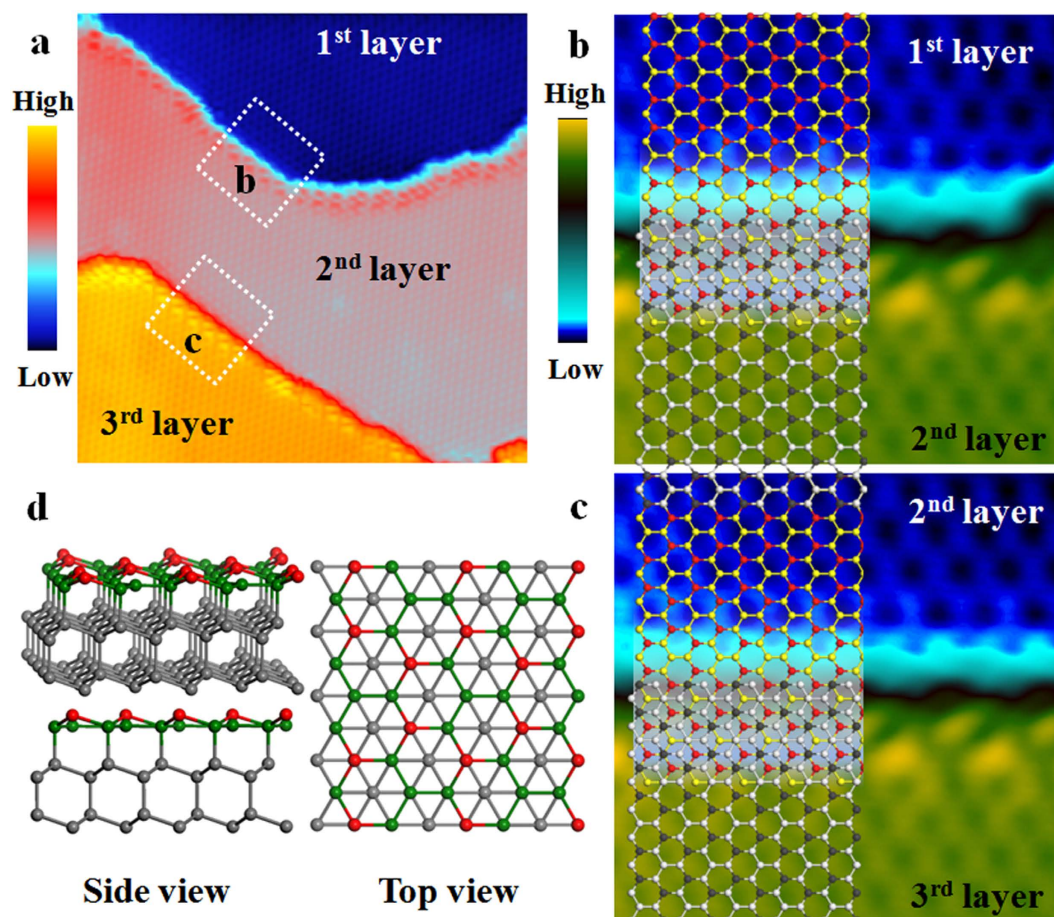 a
1st layer
High
b
2nd layer
Low
c
3rd layer
b
1st layer
High
Low
2nd layer
c
2nd layer
3rd layer
d
Side view
Top view